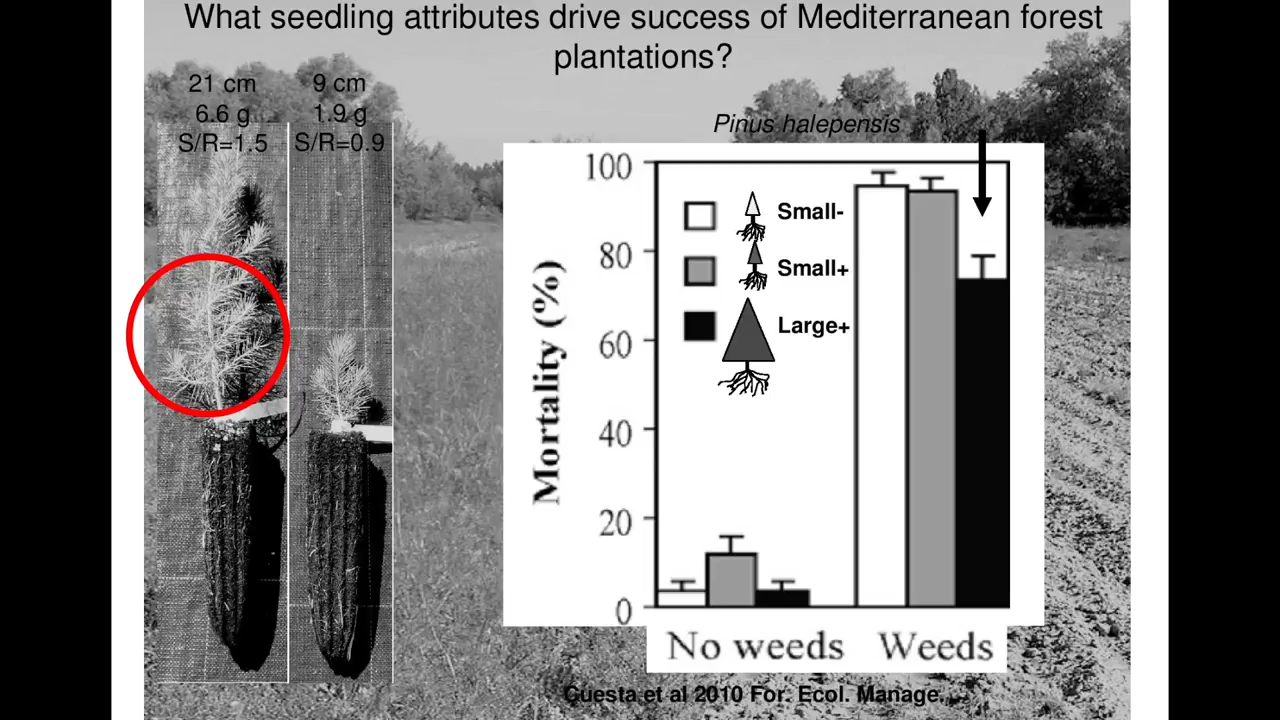 What seedling attributes drive success of Mediterranean forest
plantations?
21 cm
6.6 g
S/R=1.5
9 cm
1.9 g
S/R=0.9
Pinus halepensis
Mortality (%)
100
80
60
40
20
0
Small-
Small+
Large+
No weeds
Weeds
Cuesta et al 2010 For. Ecol. Manage.